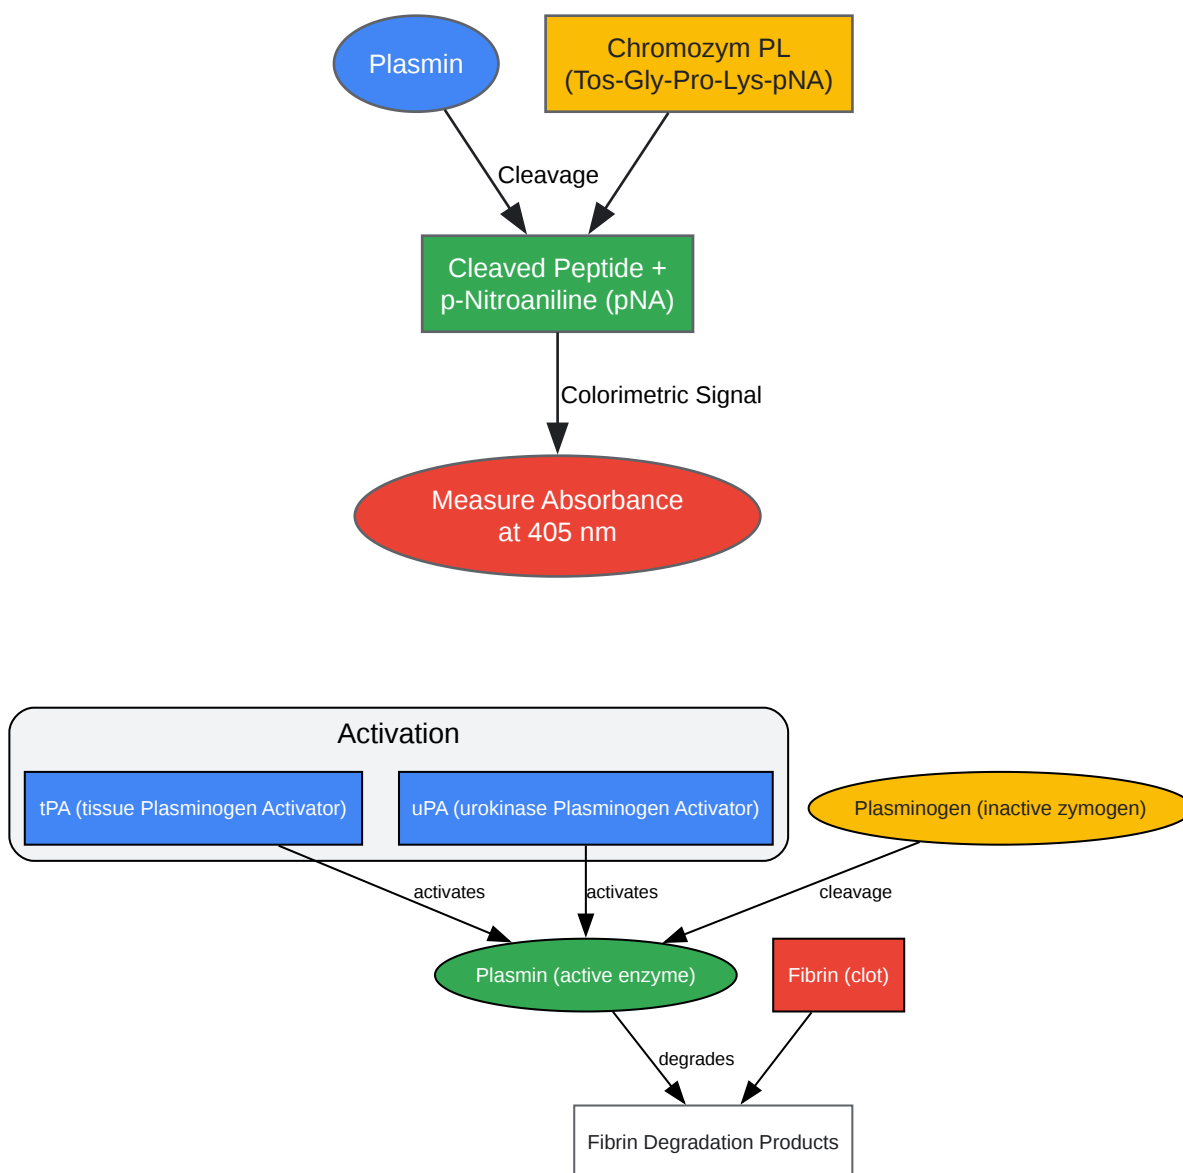 Plasmin
Chromozym PL
(Tos-Gly-Pro-Lys-pNA)
Cleavage
Cleaved Peptide +
p-Nitroaniline (pNA)
Colorimetric Signal
Measure Absorbance
at 405 nm
Activation
tPA (tissue Plasminogen Activator)
uPA (urokinase Plasminogen Activator)
Plasminogen (inactive zymogen)
activates
activates
cleavage
Plasmin (active enzyme)
Fibrin (clot)
degrades
Fibrin Degradation Products